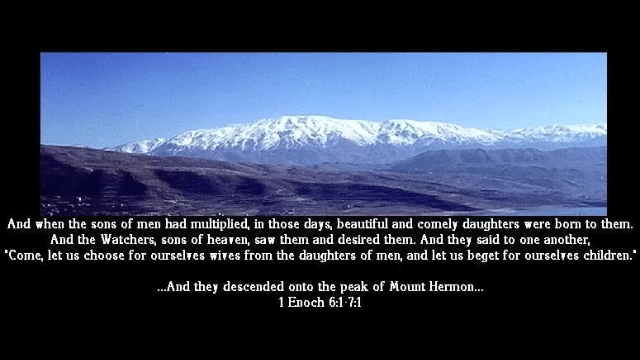 And when the sons of men had multiplied, in those days, beautiful and comely daughters were born to them.
And the Watchers, sons of heaven, saw them and desired them. And they said to one another,
"Come, let us choose for ourselves wives from the daughters of men, and let us beget for ourselves children."
...And they descended onto the peak of Mount Hermon...
1 Enoch 6:1-7:1